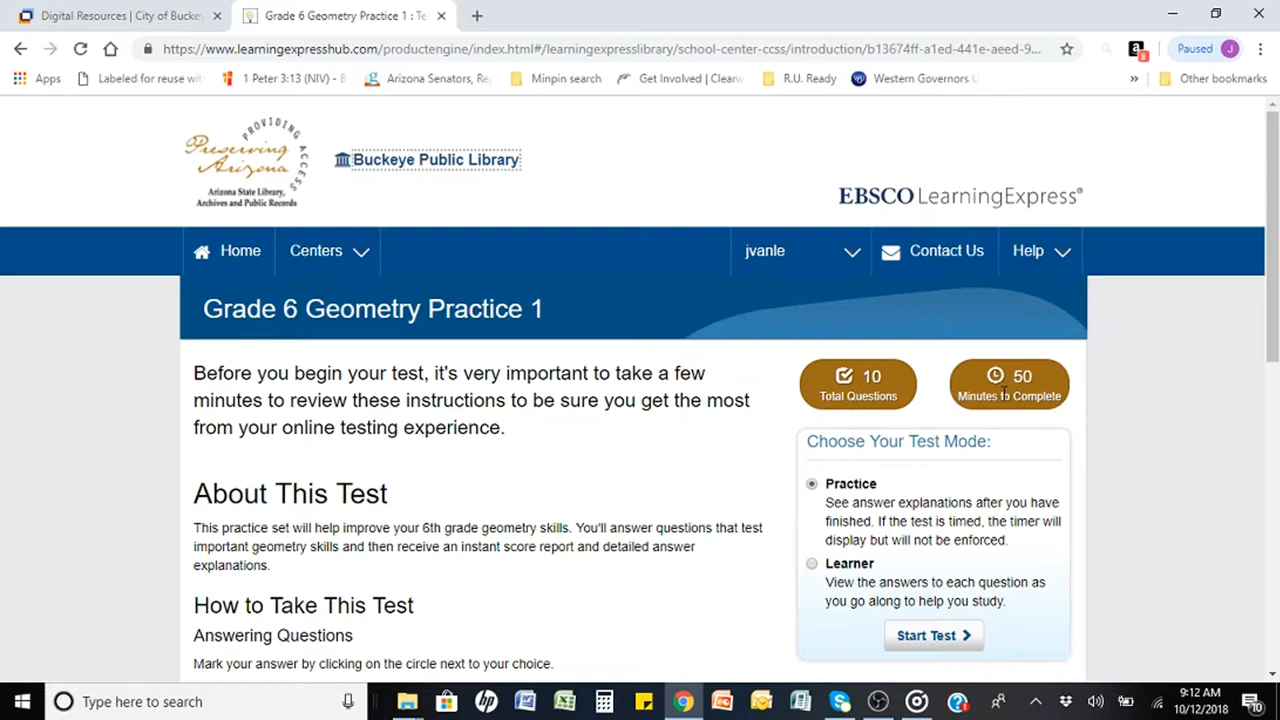 Digital Resources | City of Bucke
Grade 6 Geometry Practice 1 : Te
https://www.learningexpresshub.com/productengine/index.html#/learningexpresslibrary/school-center-ccss/introduction/b13674ff-a1ed-441e-aeed-9...
8
Paused
J
Apps
Labeled for reuse wit
1 Peter 3:13 (NIV) - B
Arizona Senators, Re
Minpin search
Get Involved | Clearw
R.U. Ready
Western Governors U
»
Other bookmarks
PROVIDING ACCESS
Preserving
Arizona
Arizona State Library,
Archives and Public Records
Buckeye Public Library
EBSCO LearningExpress®
Home
Centers
jvanle
Contact Us
Help
Grade 6 Geometry Practice 1
Before you begin your test, it's very important to take a few
minutes to review these instructions to be sure you get the most
from your online testing experience.
10
Total Questions
50
Minutes to Complete
Choose Your Test Mode:
Practice
See answer explanations after you have
finished. If the test is timed, the timer will
display but will not be enforced.
Learner
View the answers to each question as
you go along to help you study.
Start Test
About This Test
This practice set will help improve your 6th grade geometry skills. You'll answer questions that test
important geometry skills and then receive an instant score report and detailed answer
explanations.
How to Take This Test
Answering Questions
Mark your answer by clicking on the circle next to your choice.
Type here to search
9:12 AM
10/12/2018
10